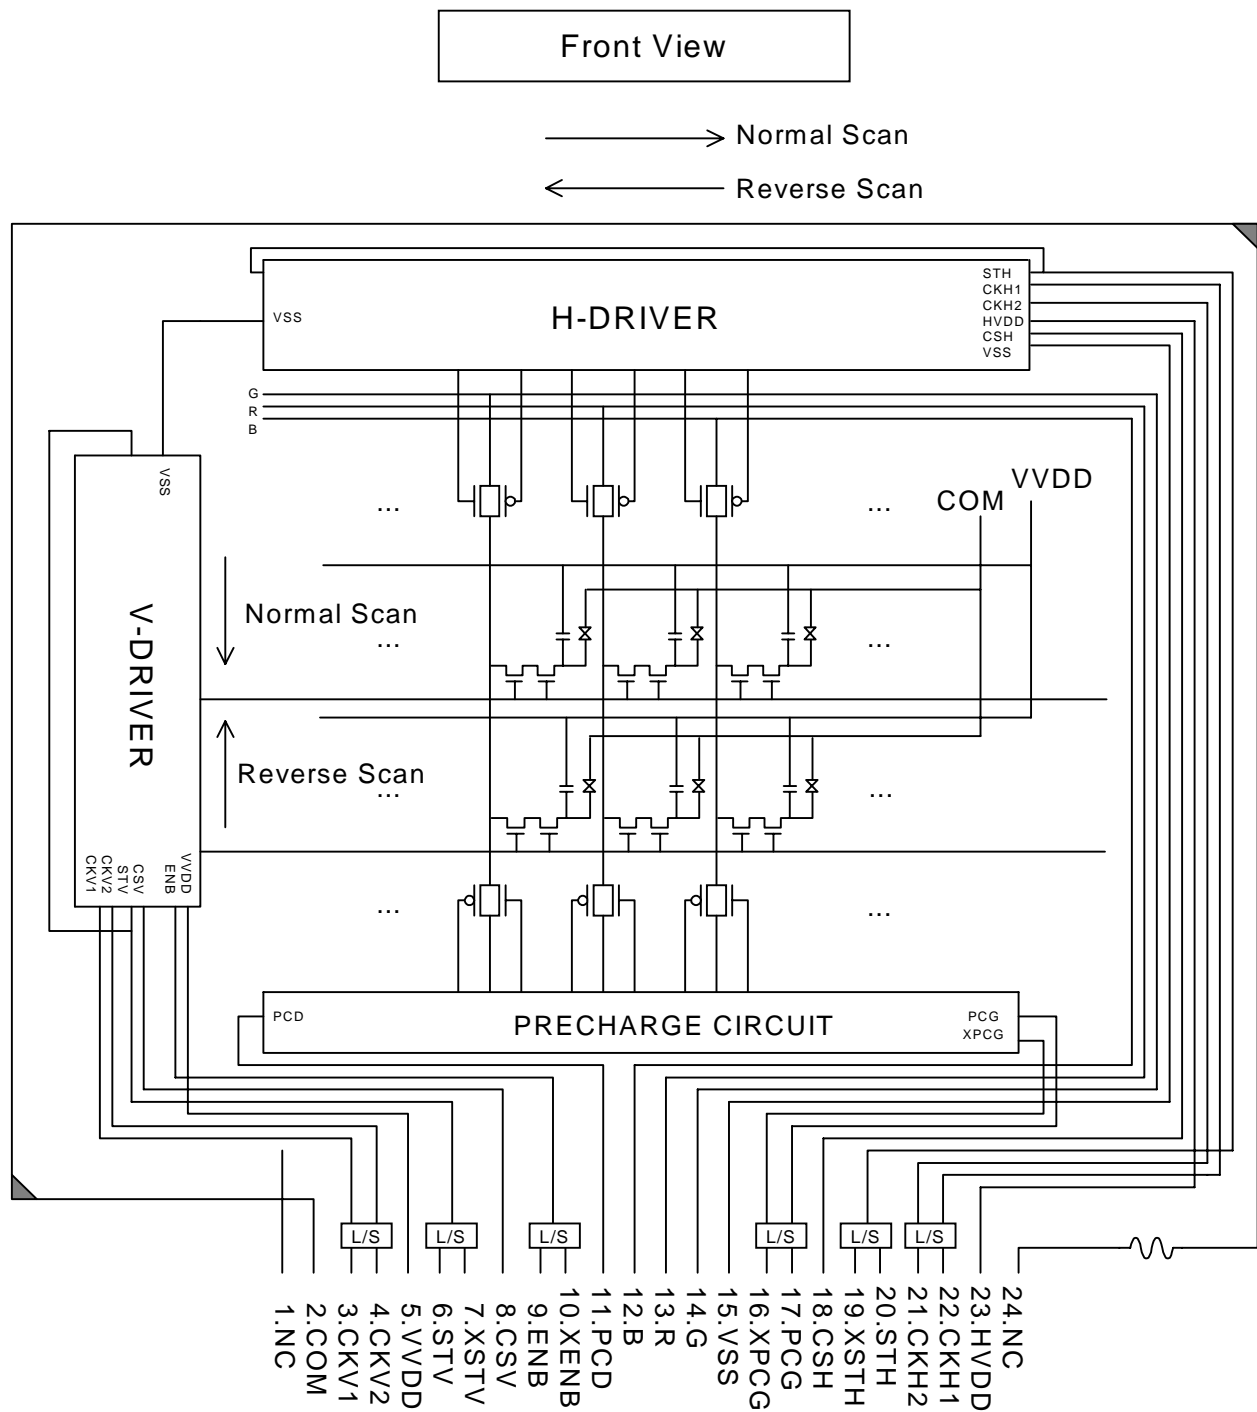 Front View
Normal Scan
Reverse Scan
STH
CKH1
CKH2
HVDD
CSH
VSS
VSS
H-DRIVER
G
R
B
VSS
... ...
COM
VVDD
V-DRIVER
Normal Scan
... ...
Reverse Scan
... ...
CKV1
CKV2
STV
CSV
ENB
VVDD
... ...
PCD
PRECHARGE CIRCUIT
PCG
XPCG
L/S L/S L/S L/S L/S L/S
1.NC
2.COM
3.CKV1
4.CKV2
5.VVDD
6.STV
7.XSTV
8.CSV
9.ENB
10.XENB
11.PCD
12.B
13.R
14.G
15.VSS
16.XPCG
17.PCG
18.CSH
19.XSTH
20.STH
21.CKH2
22.CKH1
23.HVDD
24.NC